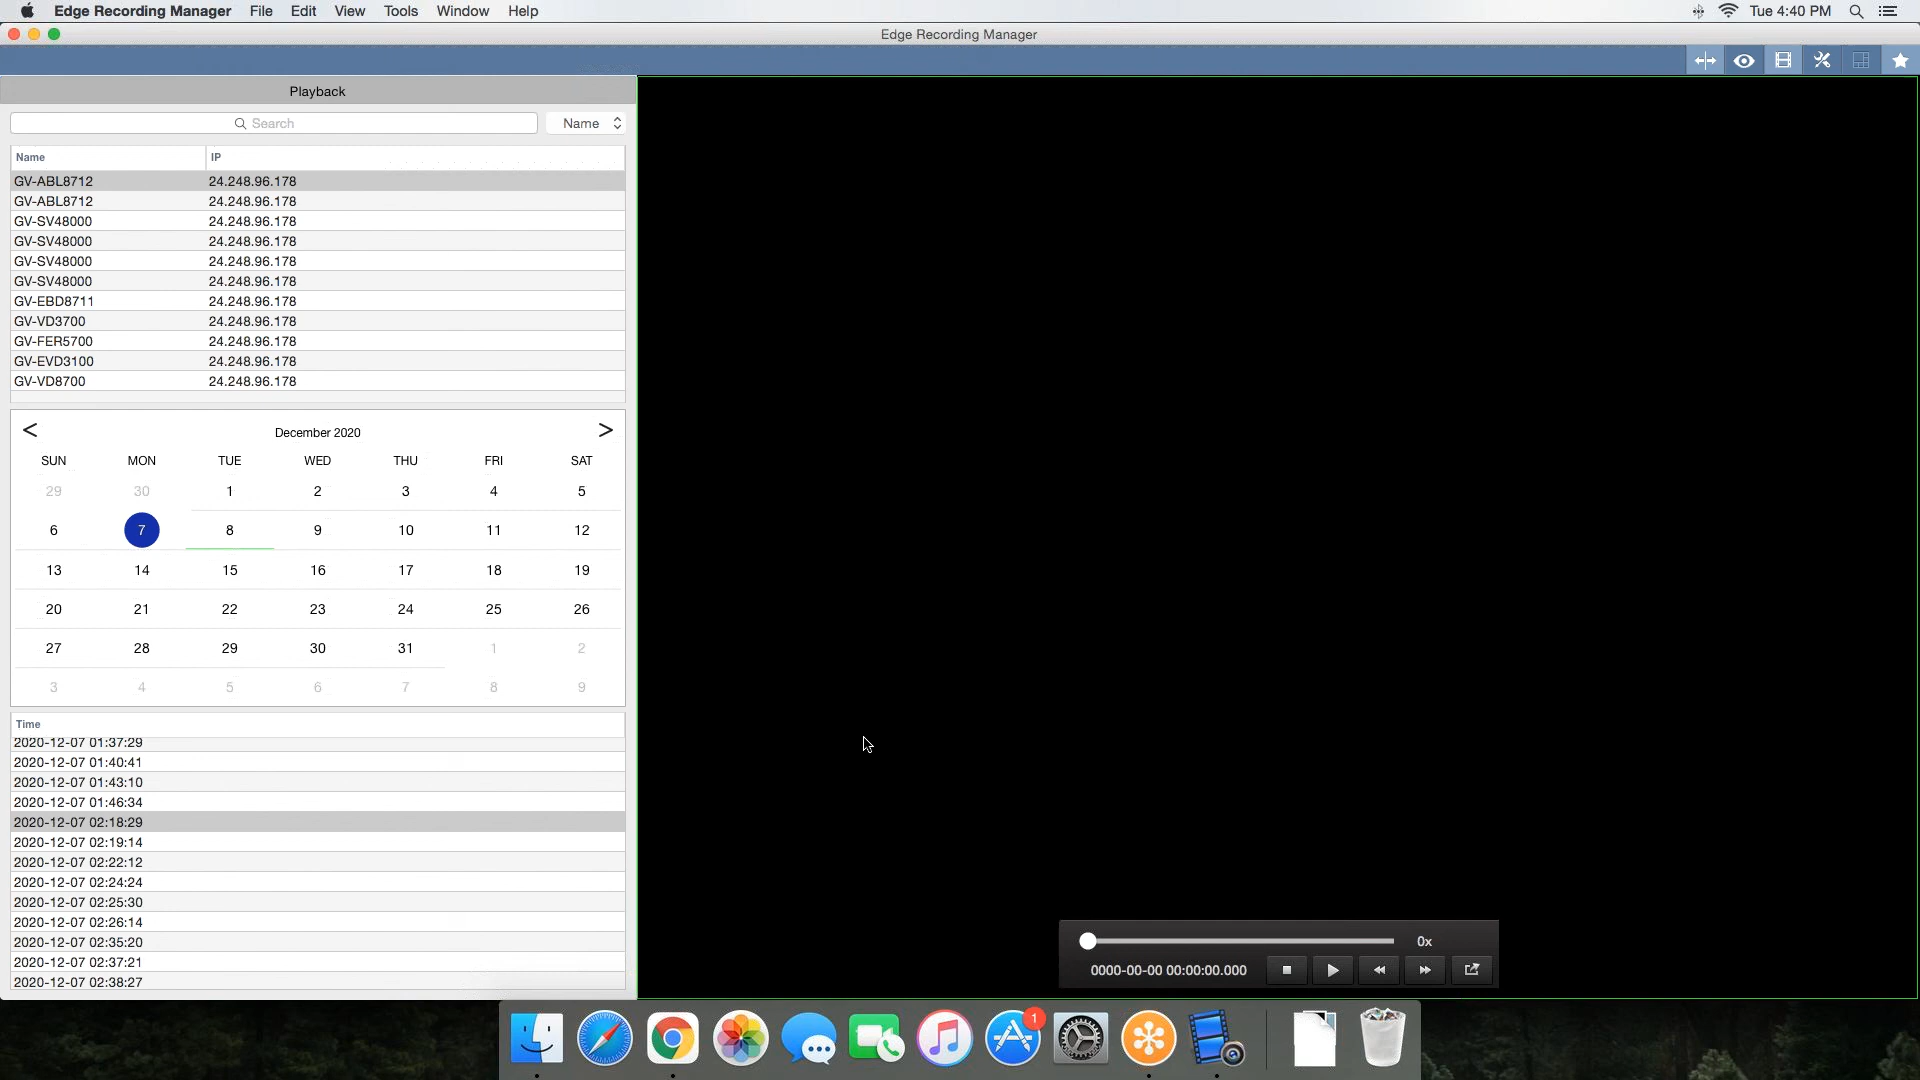 Edge Recording Manager File Edit View Tools Window Help Tue 4:40 PM
Edge Recording Manager
Playback
Search Name
Name IP
GV-ABL8712 24.248.96.178
GV-ABL8712 24.248.96.178
GV-SV48000 24.248.96.178
GV-SV48000 24.248.96.178
GV-SV48000 24.248.96.178
GV-SV48000 24.248.96.178
GV-EBD8711 24.248.96.178
GV-VD3700 24.248.96.178
GV-FER5700 24.248.96.178
GV-EVD3100 24.248.96.178
GV-VD8700 24.248.96.178
< December 2020 >
SUN MON TUE WED THU FRI SAT
29 30 1 2 3 4 5
6 7 8 9 10 11 12
13 14 15 16 17 18 19
20 21 22 23 24 25 26
27 28 29 30 31 1 2
3 4 5 6 7 8 9
Time
2020-12-07 01:37:29
2020-12-07 01:40:41
2020-12-07 01:43:10
2020-12-07 01:46:34
2020-12-07 02:18:29
2020-12-07 02:19:14
2020-12-07 02:22:12
2020-12-07 02:24:24
2020-12-07 02:25:30
2020-12-07 02:26:14
2020-12-07 02:35:20
2020-12-07 02:37:21
2020-12-07 02:38:27
0x
0000-00-00 00:00:00.000
1